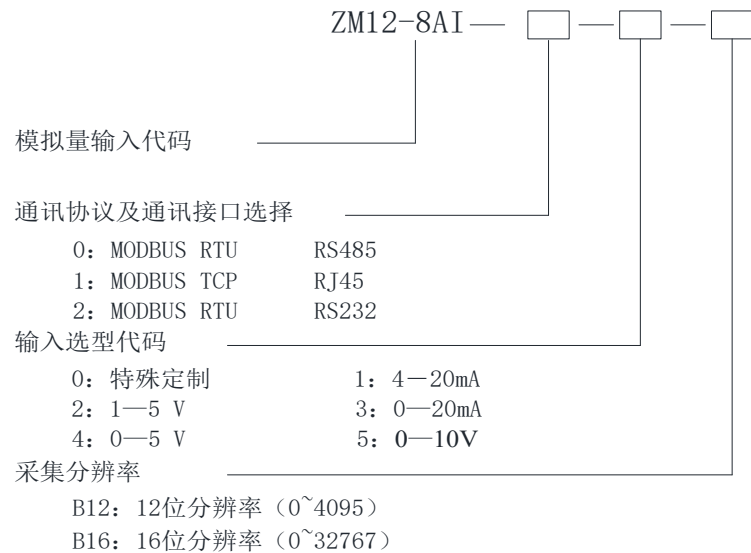 ZM12-8AI— □ — □ — □
模拟量输入代码
通讯协议及通讯接口选择
0：MODBUS RTU RS485
1：MODBUS TCP RJ45
2：MODBUS RTU RS232
输入选型代码
0：特殊定制 1：4－20mA
2：1—5 V 3：0—20mA
4：0—5 V 5：0—10V
采集分辨率
B12：12位分辨率（0~4095）
B16：16位分辨率（0~32767）